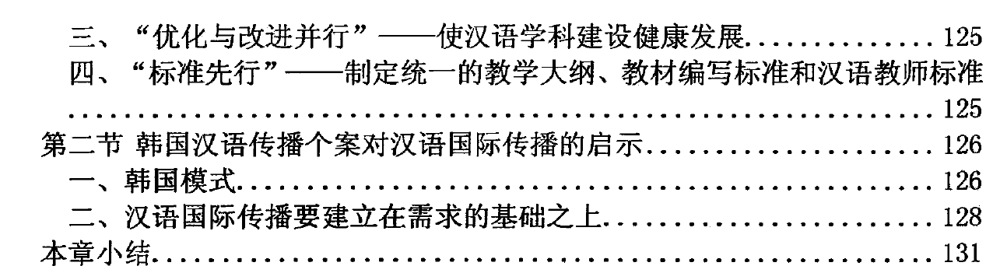 三、“优化与改进并行”——使汉语学科建设健康发展.............. 125
四、“标准先行”——制定统一的教学大纲、教材编写标准和汉语教师标准
............................................................ 125
第二节 韩国汉语传播个案对汉语国际传播的启示.................... 126
一、韩国模式.................................................. 126
二、汉语国际传播要建立在需求的基础之上....................... 128
本章小结...................................................... 131